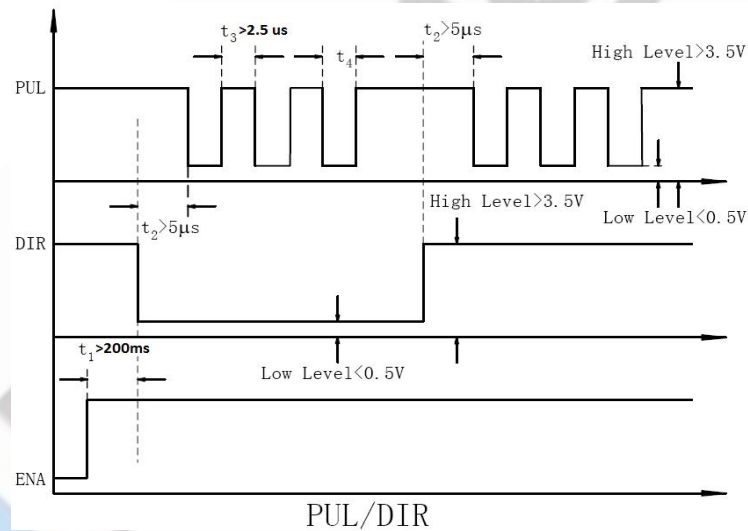 t3>2.5 us
t4
t2>5μs
High Level>3.5V
PUL
High Level>3.5V
Low Level<0.5V
t2>5μs
DIR
t1>200ms
Low Level<0.5V
ENA
PUL/DIR